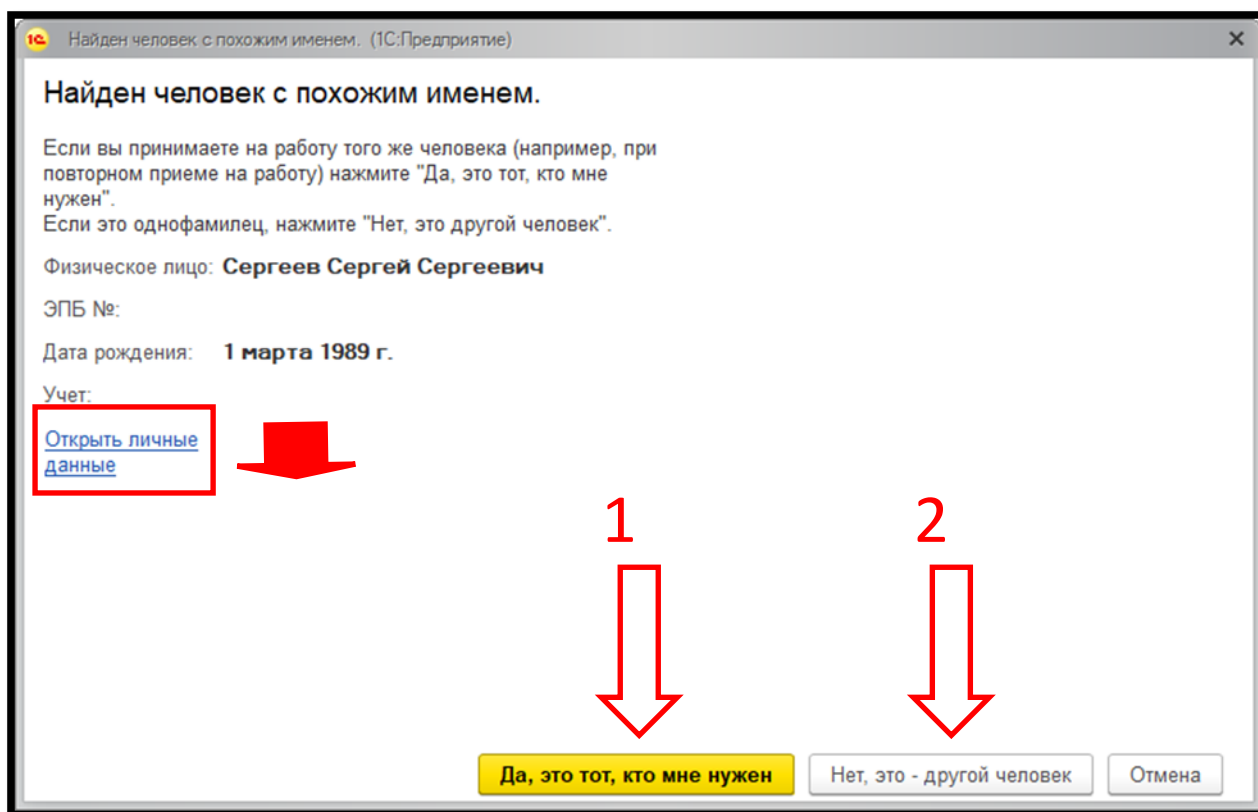 1С Найден человек с похожим именем. (1С:Предприятие)
Найден человек с похожим именем.
Если вы принимаете на работу того же человека (например, при
повторном приеме на работу) нажмите "Да, это тот, кто мне
нужен".
Если это однофамилец, нажмите "Нет, это другой человек".
Физическое лицо: Сергеев Сергей Сергеевич
ЭПБ №:
Дата рождения: 1 марта 1989 г.
Учет:
Открыть личные
данные
1 2
Да, это тот, кто мне нужен Нет, это - другой человек Отмена